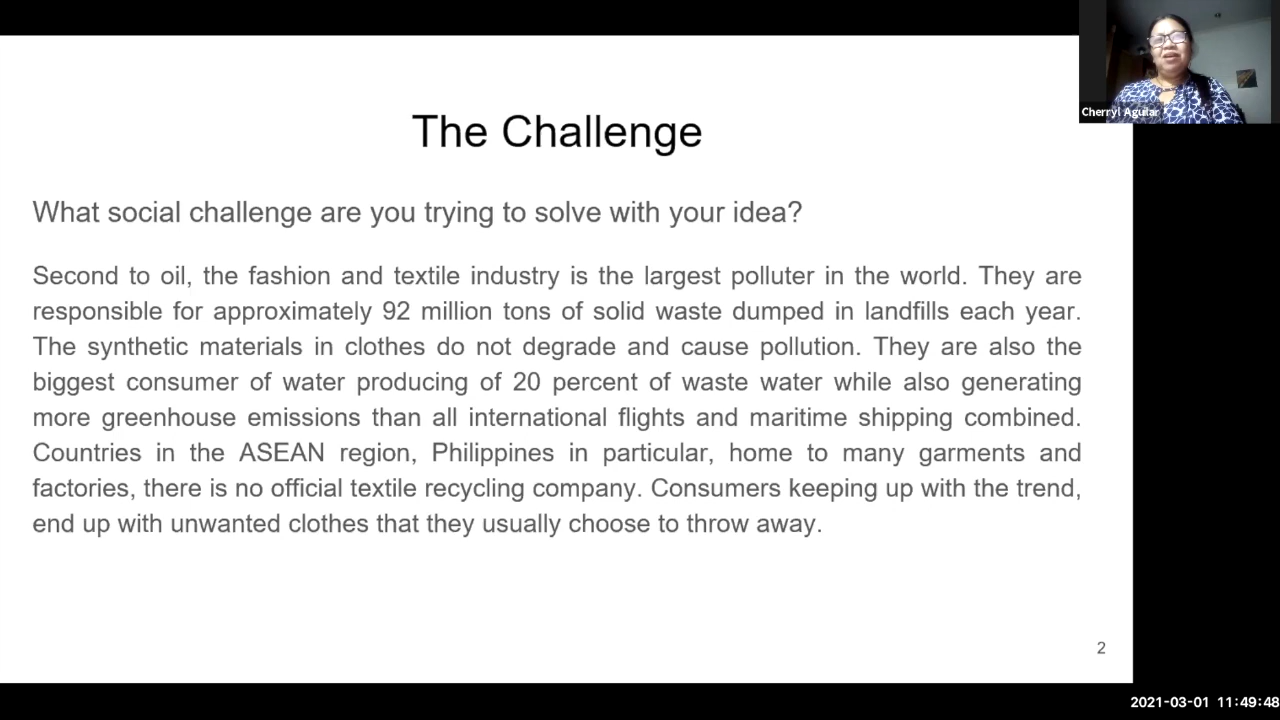 Cherryl Aguiar
The Challenge
What social challenge are you trying to solve with your idea?
Second to oil, the fashion and textile industry is the largest polluter in the world. They are
responsible for approximately 92 million tons of solid waste dumped in landfills each year.
The synthetic materials in clothes do not degrade and cause pollution. They are also the
biggest consumer of water producing of 20 percent of waste water while also generating
more greenhouse emissions than all international flights and maritime shipping combined.
Countries in the ASEAN region, Philippines in particular, home to many garments and
factories, there is no official textile recycling company. Consumers keeping up with the trend,
end up with unwanted clothes that they usually choose to throw away.
2
2021-03-01 11:49:48